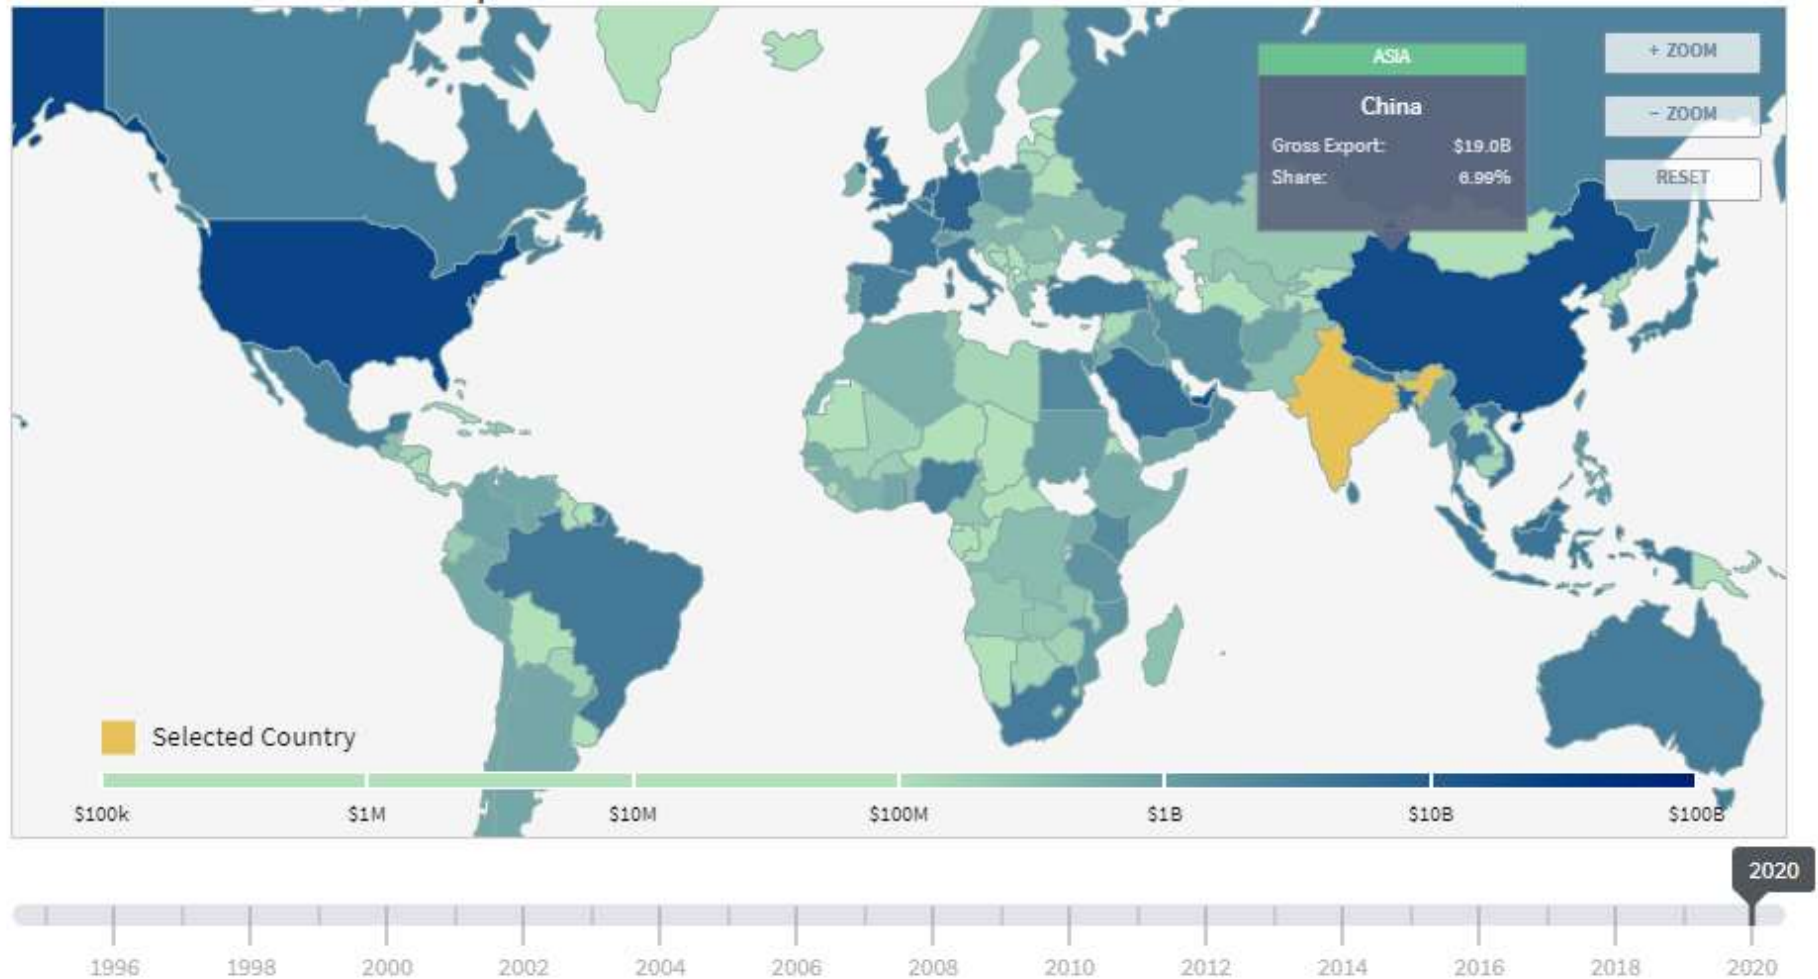 ASIA
China
Gross Export: $19.0B
Share: 6.99%
+ ZOOM
- ZOOM
RESET
Selected Country
$100k $1M $10M $100M $1B $10B $100B
2020
1996 1998 2000 2002 2004 2006 2008 2010 2012 2014 2016 2018 2020